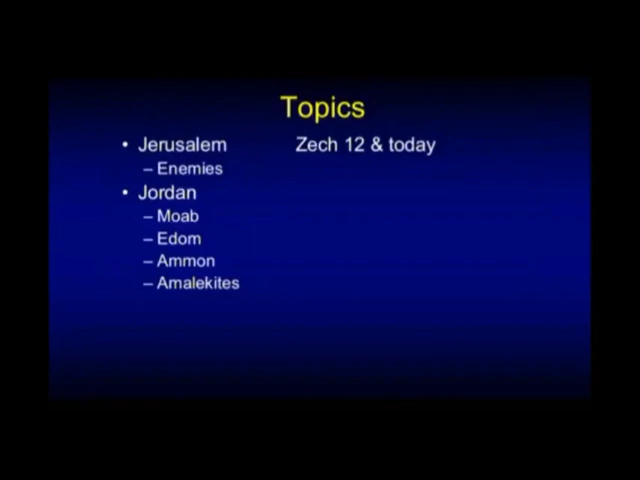 Topics
• Jerusalem Zech 12 & today
– Enemies
• Jordan
– Moab
– Edom
– Ammon
– Amalekites